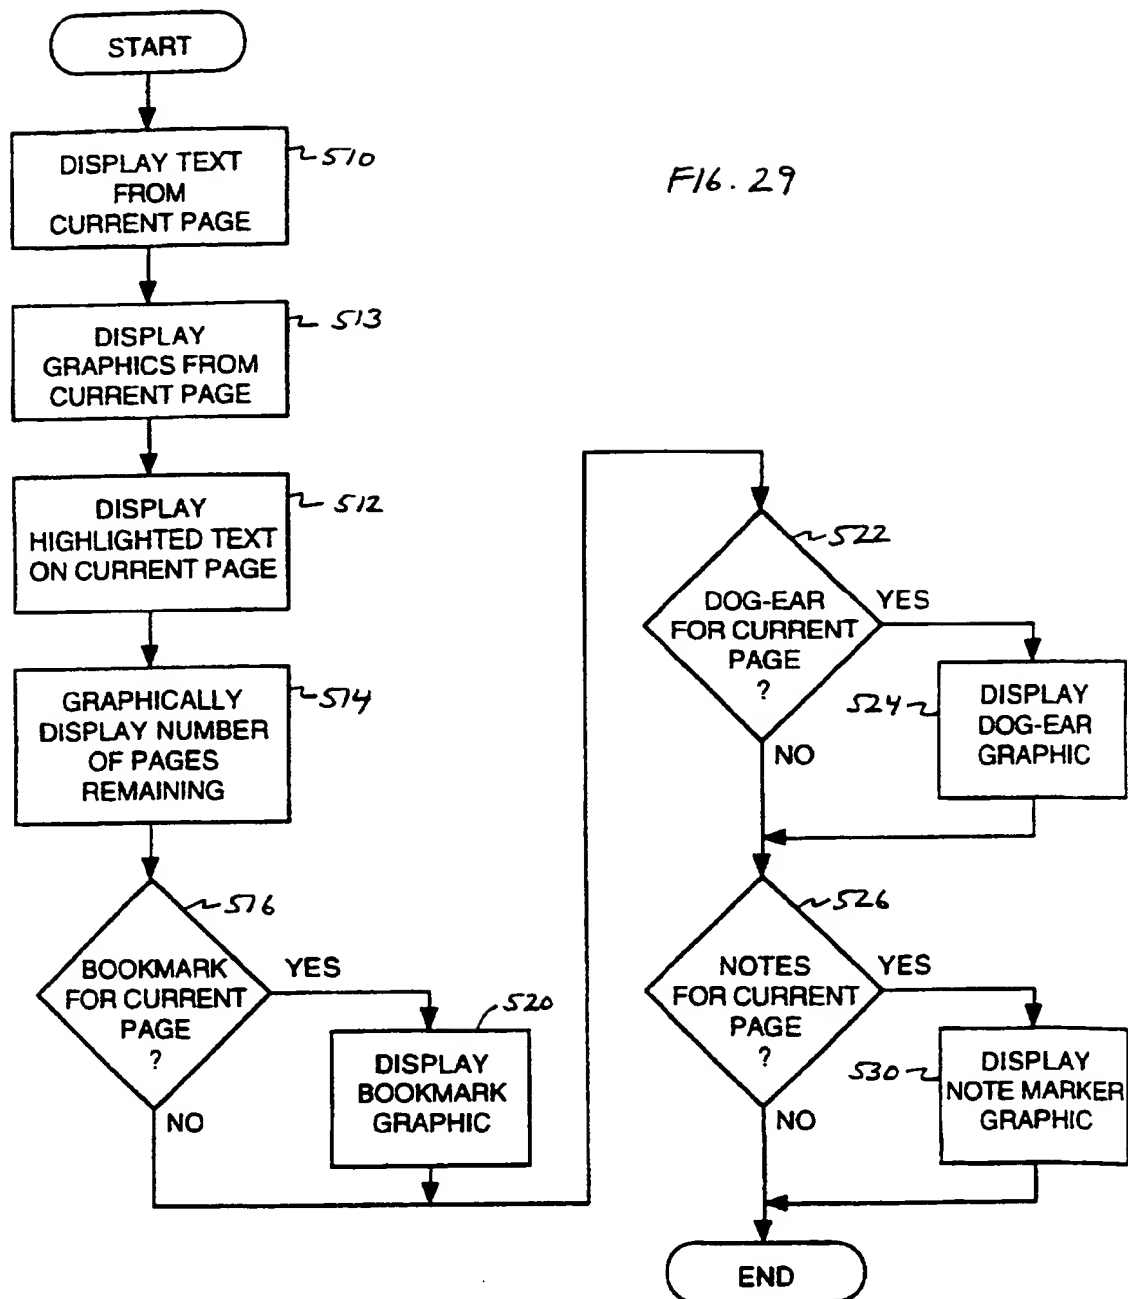 START
DISPLAY TEXT
FROM
CURRENT PAGE
510
FIG. 29
DISPLAY
GRAPHICS FROM
CURRENT PAGE
513
DISPLAY
HIGHLIGHTED TEXT
ON CURRENT PAGE
512
GRAPHICALLY
DISPLAY NUMBER
OF PAGES
REMAINING
514
BOOKMARK
FOR CURRENT
PAGE
?
516
YES
NO
DISPLAY
BOOKMARK
GRAPHIC
520
DOG-EAR
FOR CURRENT
PAGE
?
522
YES
NO
DISPLAY
DOG-EAR
GRAPHIC
524
NOTES
FOR CURRENT
PAGE
?
526
YES
NO
DISPLAY
NOTE MARKER
GRAPHIC
530
END